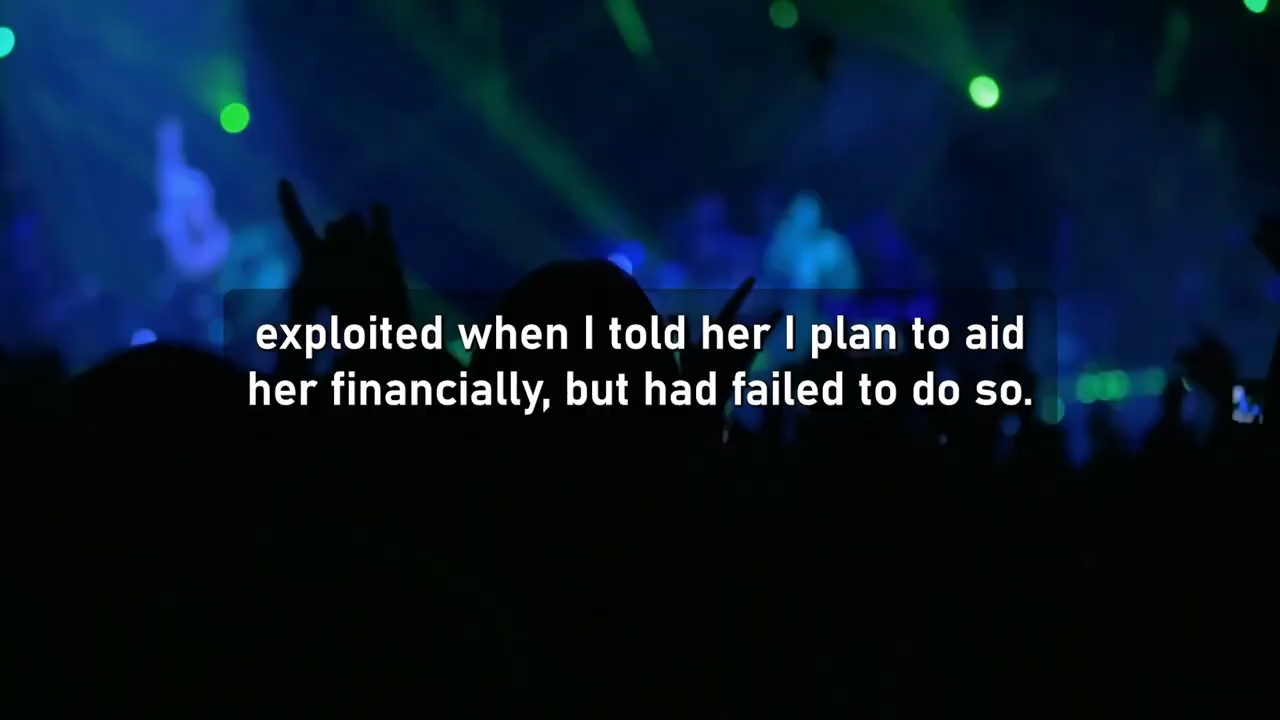 exploited when I told her I plan to aid
her financially, but had failed to do so.